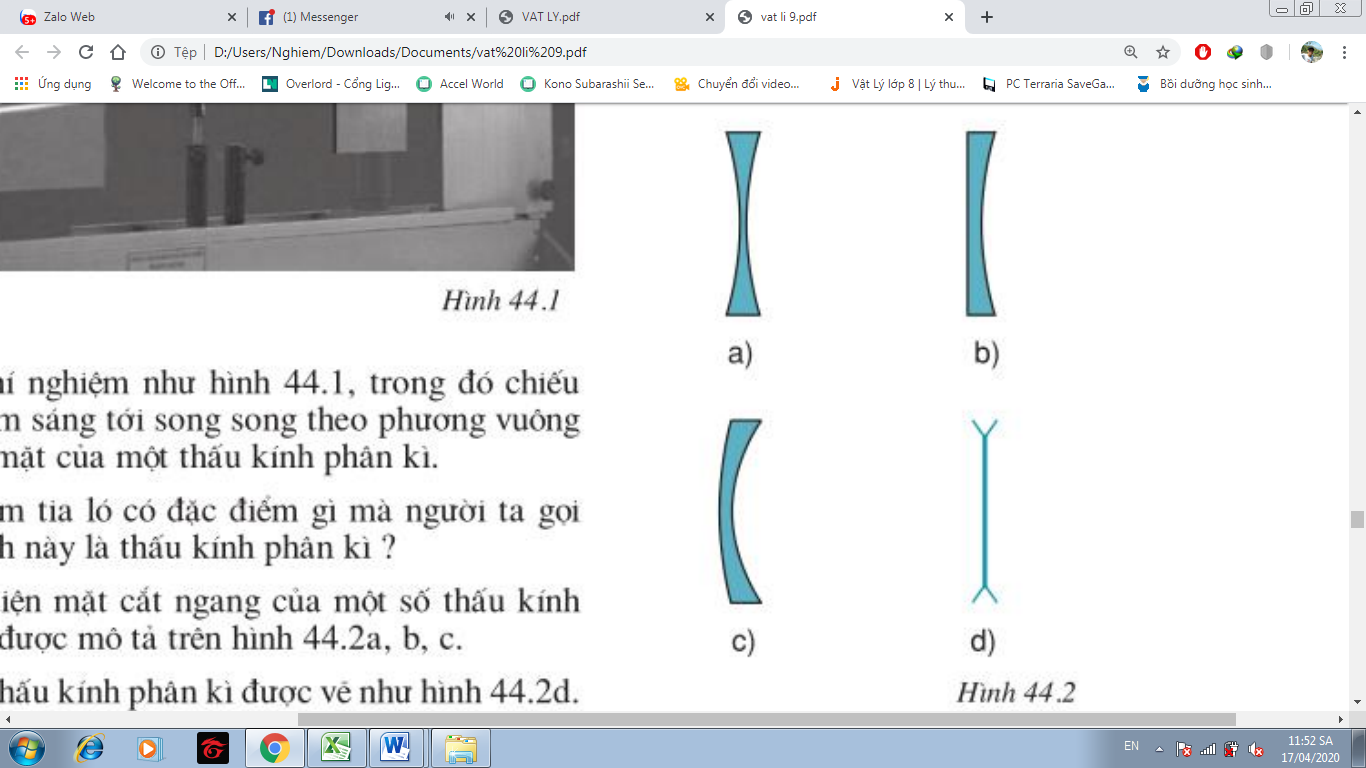 Zalo Web
(1) Messenger
VAT LY.pdf
vat li 9.pdf
Tệp
D:/Users/Nghiem/Downloads/Documents/vat%20li%209.pdf
Ứng dụng
Welcome to the Off...
Overlord - Cổng Lig...
Accel World
Kono Subarashii Se...
Chuyển đổi video...
Vật Lý lớp 8 | Lý thu...
PC Terraria SaveGa...
Bồi dưỡng học sinh...
Hình 44.1
nghiệm như hình 44.1, trong đó chiếu
sáng tới song song theo phương vuông
mặt của một thấu kính phân kì.
tia ló có đặc điểm gì mà người ta gọi
này là thấu kính phân kì ?
mặt cắt ngang của một số thấu kính
được mô tả trên hình 44.2a, b, c.
thấu kính phân kì được vẽ như hình 44.2d.
a)
b)
c)
d)
Hình 44.2
EN
11:52 SA
17/04/2020